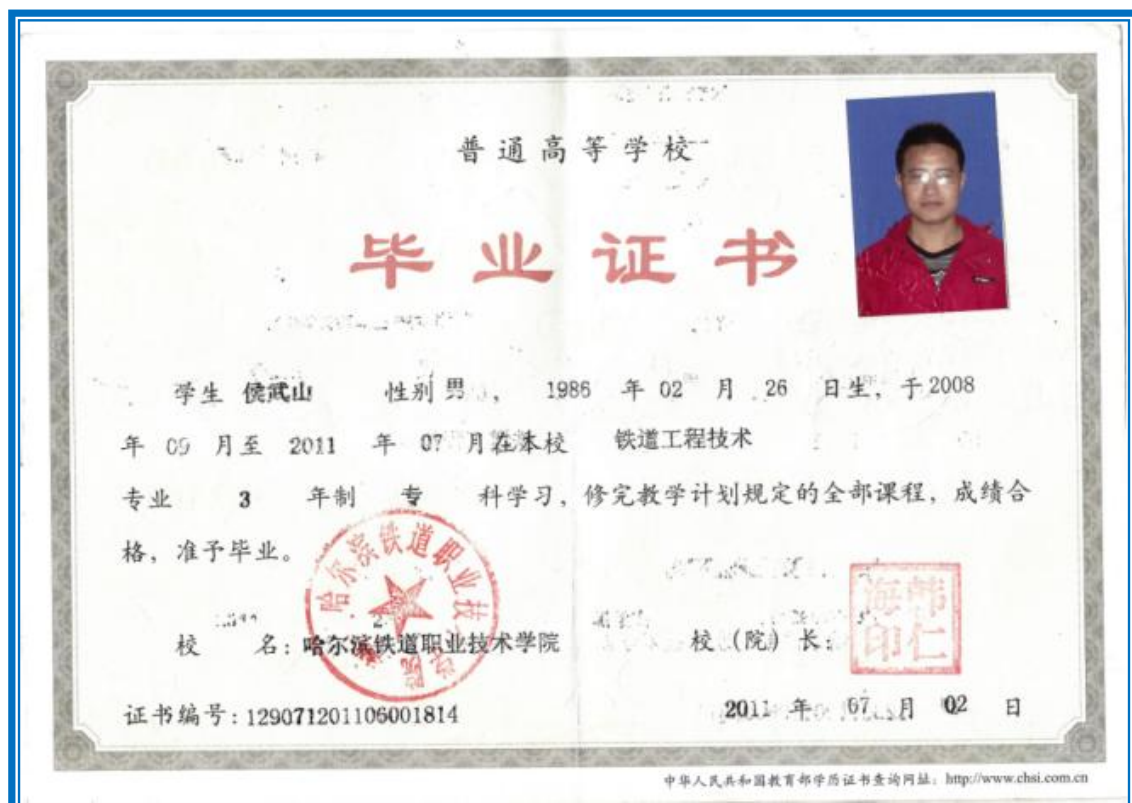 普通高等学校
毕业证书
学生 侯武山 性别 男, 1986 年 02 月 26 日生, 于 2008
年 09 月至 2011 年 07 月在本校 铁道工程技术
专业 3 年制 专 科学习, 修完教学计划规定的全部课程, 成绩合
格, 准予毕业。
哈尔滨铁道职业技术学院
校 名: 哈尔滨铁道职业技术学院 校 (院) 长:
韩仁海印
证书编号: 129071201106001814 2011 年 07 月 02 日
中华人民共和国教育部学历证书查询网址: http://www.chsi.com.cn